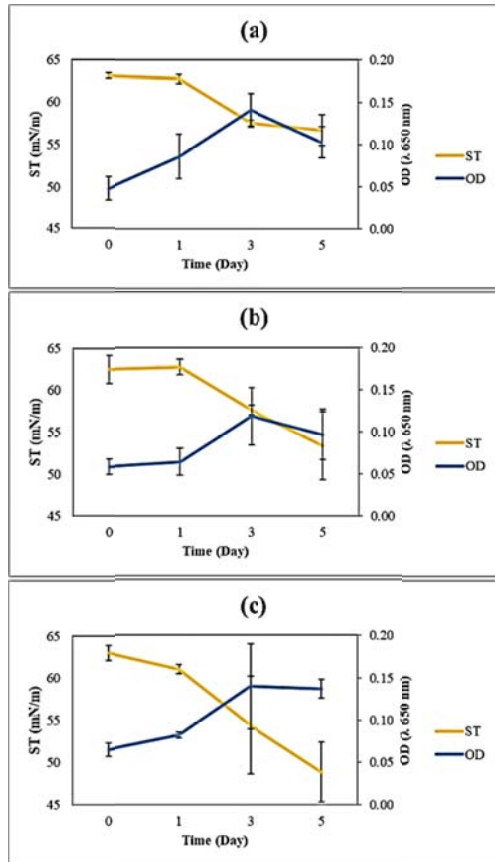 (a)
65
60
55
50
45
ST (mN/m)
0.20
0.15
0.10
0.05
0.00
OD (λ 650 nm)
ST
OD
0 1 3 5
Time (Day)
(b)
65
60
55
50
45
ST (mN/m)
0.20
0.15
0.10
0.05
0.00
OD (λ 650 nm)
ST
OD
0 1 3 5
Time (Day)
(c)
65
60
55
50
45
ST (mN/m)
0.20
0.15
0.10
0.05
0.00
OD (λ 650 nm)
ST
OD
0 1 3 5
Time (Day)